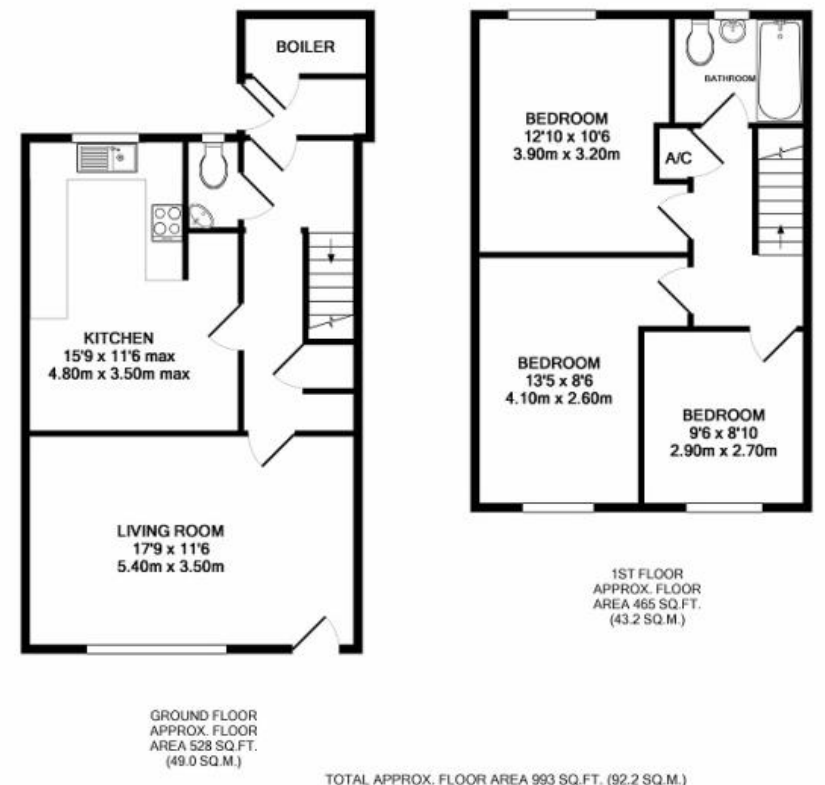 BOILER
KITCHEN
15'9 x 11'6 max
4.80m x 3.50m max
LIVING ROOM
17'9 x 11'6
5.40m x 3.50m
GROUND FLOOR
APPROX. FLOOR
AREA 528 SQ.FT.
(49.0 SQ.M.)
BATHROOM
BEDROOM
12'10 x 10'6
3.90m x 3.20m
A/C
BEDROOM
13'5 x 8'6
4.10m x 2.60m
BEDROOM
9'6 x 8'10
2.90m x 2.70m
1ST FLOOR
APPROX. FLOOR
AREA 465 SQ.FT.
(43.2 SQ.M.)
TOTAL APPROX. FLOOR AREA 993 SQ.FT. (92.2 SQ.M.)